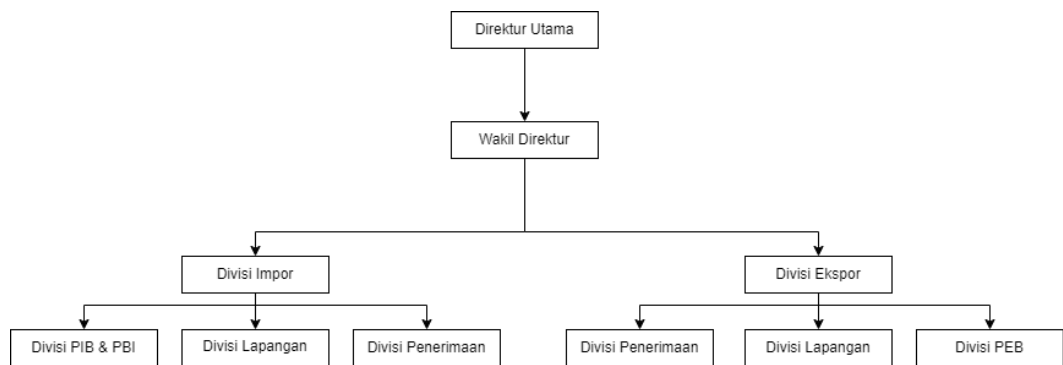 Direktur Utama
Wakil Direktur
Divisi Impor
Divisi Ekspor
Divisi PIB & PBI
Divisi Lapangan
Divisi Penerimaan
Divisi Penerimaan
Divisi Lapangan
Divisi PEB